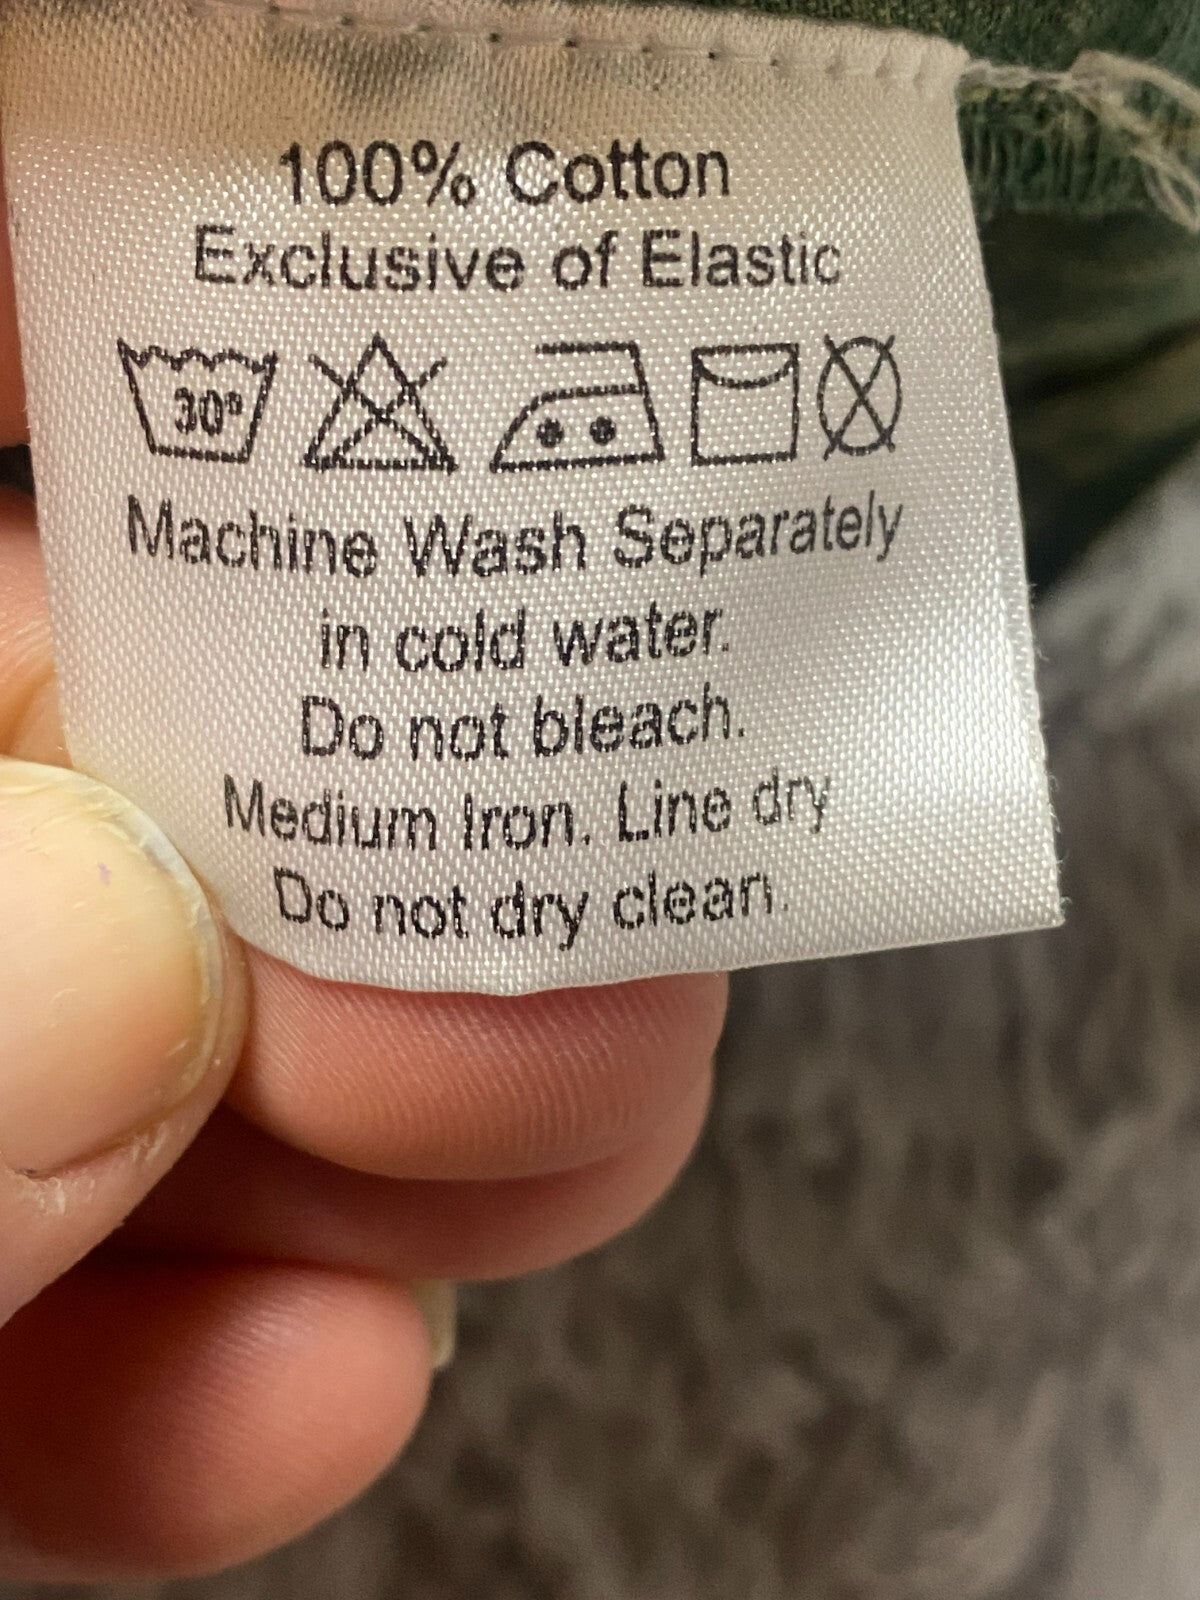 100% Cotton
Exclusive of Elastic
30°
Machine Wash Separately
in cold water.
Do not bleach.
Medium Iron. Line dry
Do not dry clean.